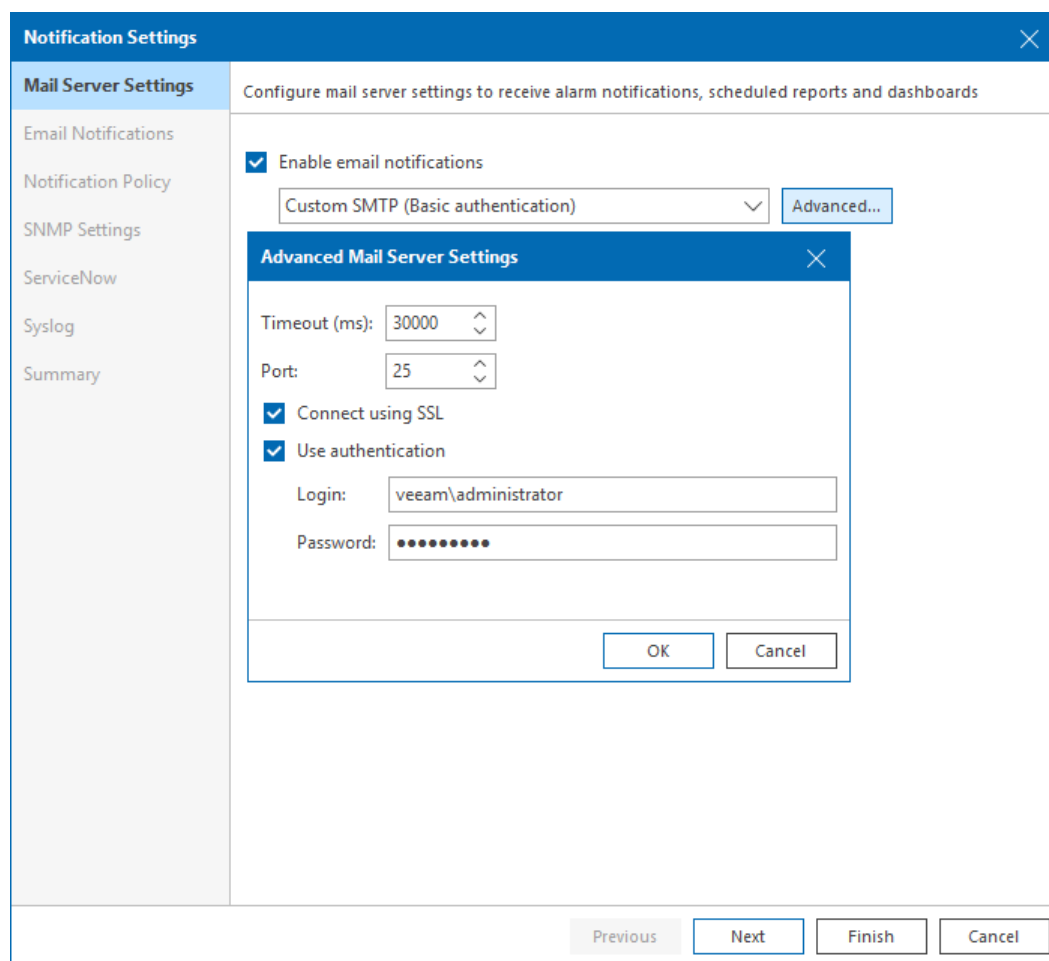 Notification Settings
Mail Server Settings
Email Notifications
Notification Policy
SNMP Settings
ServiceNow
Syslog
Summary
Configure mail server settings to receive alarm notifications, scheduled reports and dashboards
Enable email notifications
Custom SMTP (Basic authentication)
Advanced...
Advanced Mail Server Settings
Timeout (ms): 30000
Port: 25
Connect using SSL
Use authentication
Login: veeam\administrator
Password: ●●●●●●●●●
OK Cancel
Previous Next Finish Cancel